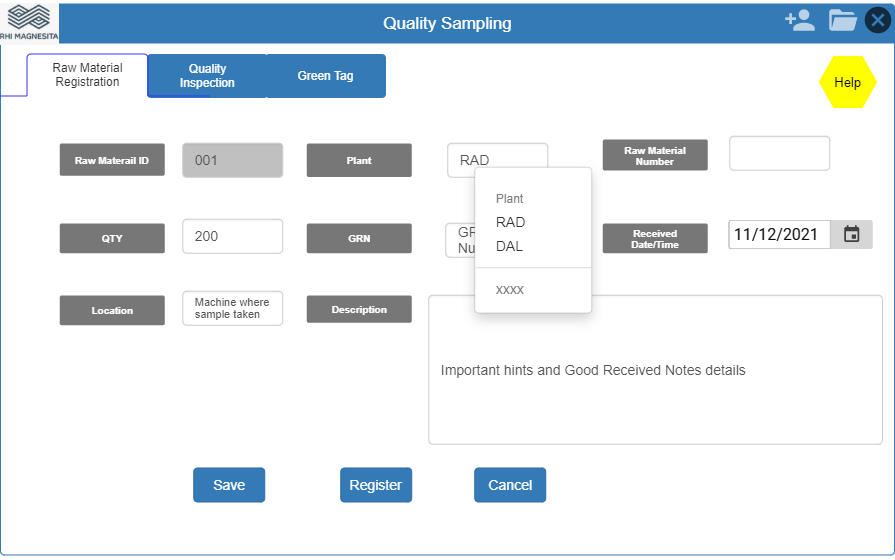 RHI MAGNESITA
Quality Sampling
Raw Material
Registration
Quality
Inspection
Green Tag
Help
Raw Materail ID
001
Plant
RAD
Raw Material
Number
Plant
RAD
DAL
xxxx
QTY
200
GRN
GR
Nu
Received
Date/Time
11/12/2021
Location
Machine where
sample taken
Description
Important hints and Good Received Notes details
Save
Register
Cancel